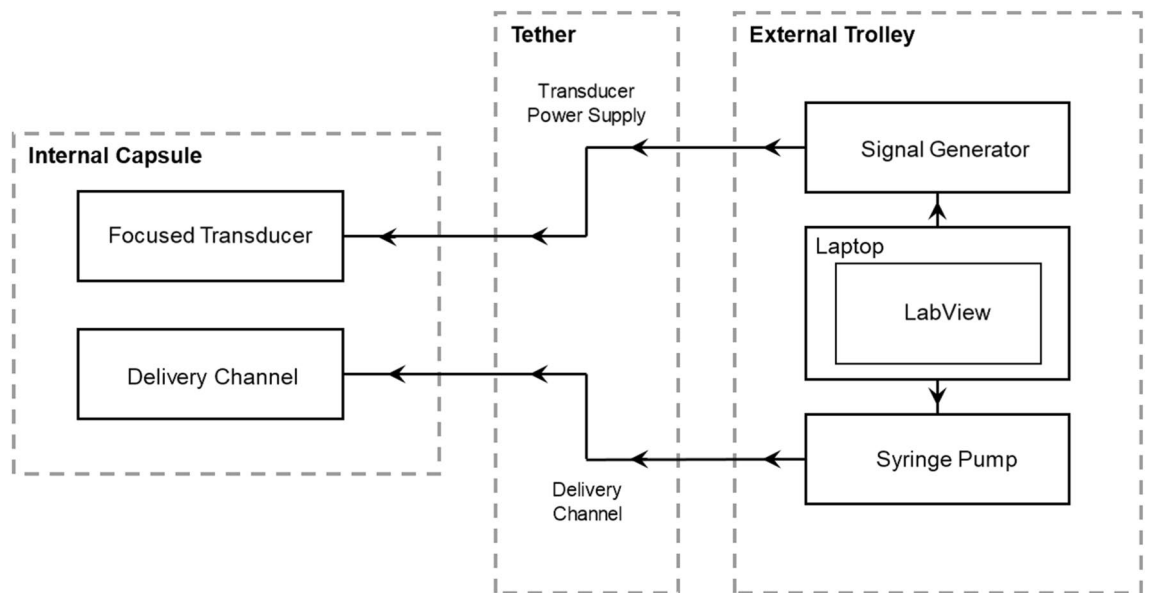 Tether
External Trolley
Transducer
Power Supply
Internal Capsule
Signal Generator
Focused Transducer
Laptop
LabView
Delivery Channel
Syringe Pump
Delivery
Channel